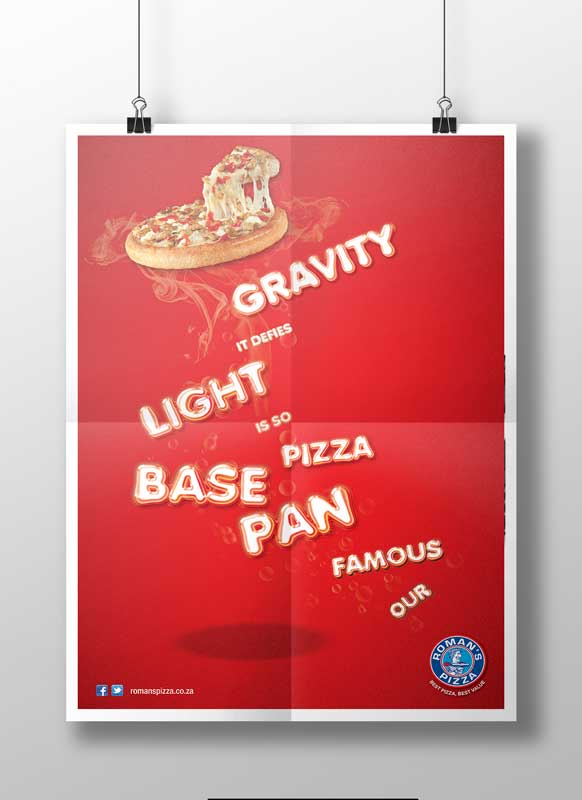 GRAVITY
IT DEFIES
LIGHT
IS SO
PIZZA
BASE
PAN
FAMOUS
OUR
ROMAN'S
PIZZA
BEST PIZZA, BEST VALUE
romanspizza.co.za